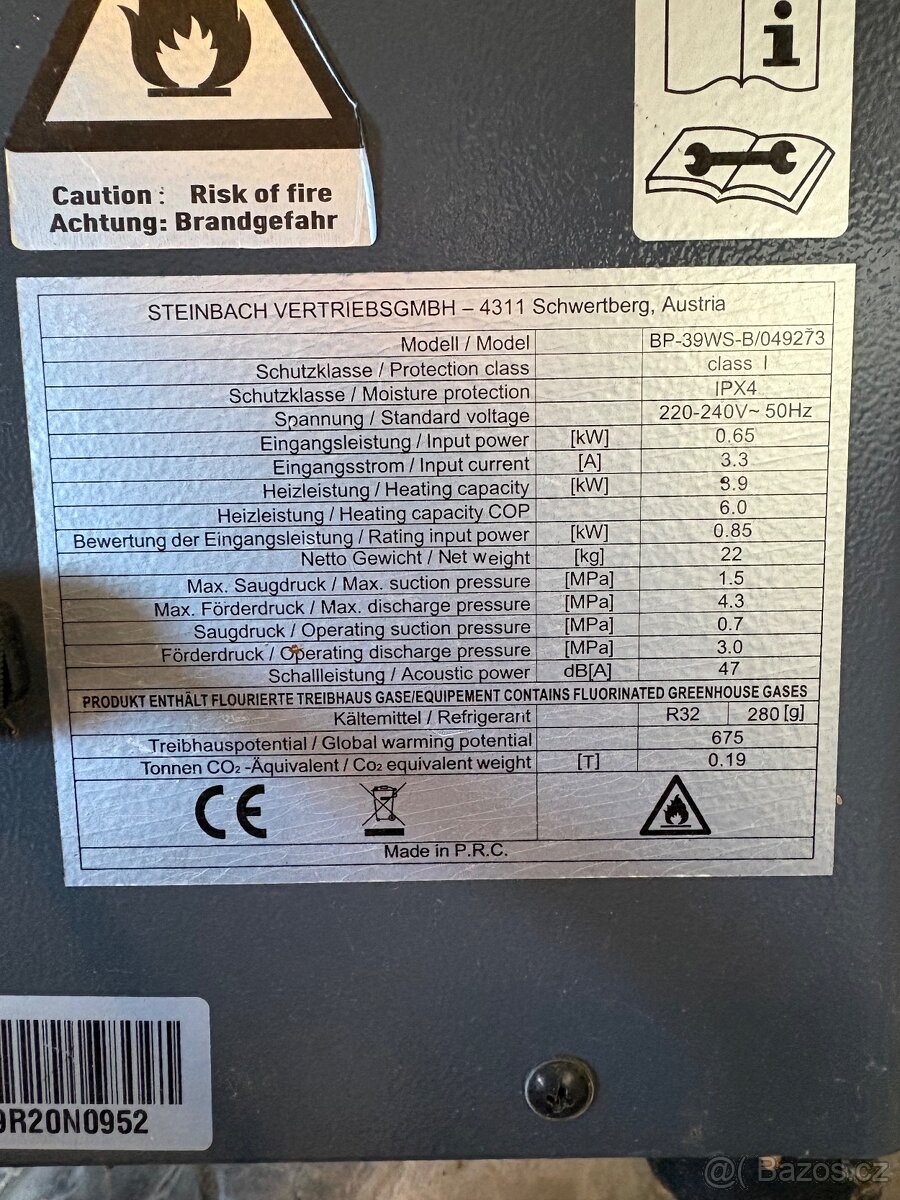 i
Caution : Risk of fire
Achtung: Brandgefahr
STEINBACH VERTRIEBSGMBH – 4311 Schwertberg, Austria
Modell / Model BP-39WS-B/049273
Schutzklasse / Protection class class I
Schutzklasse / Moisture protection IPX4
Spannung / Standard voltage 220-240V~ 50Hz
Eingangsleistung / Input power [kW] 0.65
Eingangsstrom / Input current [A] 3.3
Heizleistung / Heating capacity [kW] 3.9
Heizleistung / Heating capacity COP 6.0
Bewertung der Eingangsleistung / Rating input power [kW] 0.85
Netto Gewicht / Net weight [kg] 22
Max. Saugdruck / Max. suction pressure [MPa] 1.5
Max. Förderdruck / Max. discharge pressure [MPa] 4.3
Saugdruck / Operating suction pressure [MPa] 0.7
Förderdruck / Operating discharge pressure [MPa] 3.0
Schallleistung / Acoustic power dB[A] 47
PRODUKT ENTHÄLT FLOURIERTE TREIBHAUS GASE/EQUIPEMENT CONTAINS FLUORINATED GREENHOUSE GASES
Kältemittel / Refrigerant R32 280 [g]
Treibhauspotential / Global warming potential 675
Tonnen CO₂ -Äquivalent / Co₂ equivalent weight [T] 0.19
CE
Made in P.R.C.
9R20N0952
@( Bazos.cz